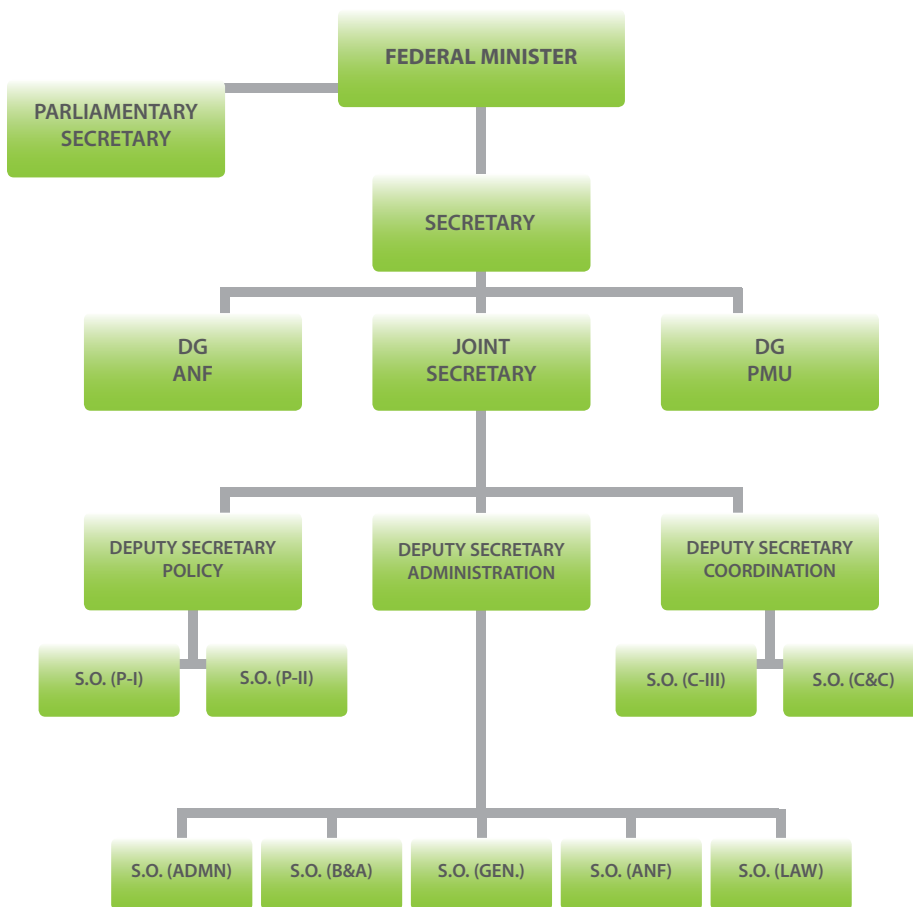 FEDERAL MINISTER
PARLIAMENTARY
SECRETARY
SECRETARY
DG
ANF
JOINT
SECRETARY
DG
PMU
DEPUTY SECRETARY
POLICY
DEPUTY SECRETARY
ADMINISTRATION
DEPUTY SECRETARY
COORDINATION
S.O. (P-I)
S.O. (P-II)
S.O. (C-III)
S.O. (C&C)
S.O. (ADMN)
S.O. (B&A)
S.O. (GEN.)
S.O. (ANF)
S.O. (LAW)